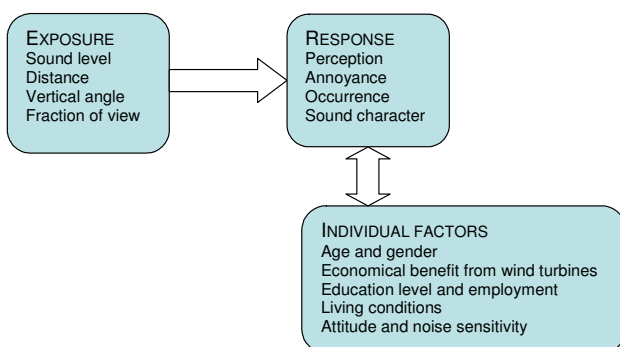 EXPOSURE
Sound level
Distance
Vertical angle
Fraction of view
RESPONSE
Perception
Annoyance
Occurrence
Sound character
INDIVIDUAL FACTORS
Age and gender
Economical benefit from wind turbines
Education level and employment
Living conditions
Attitude and noise sensitivity